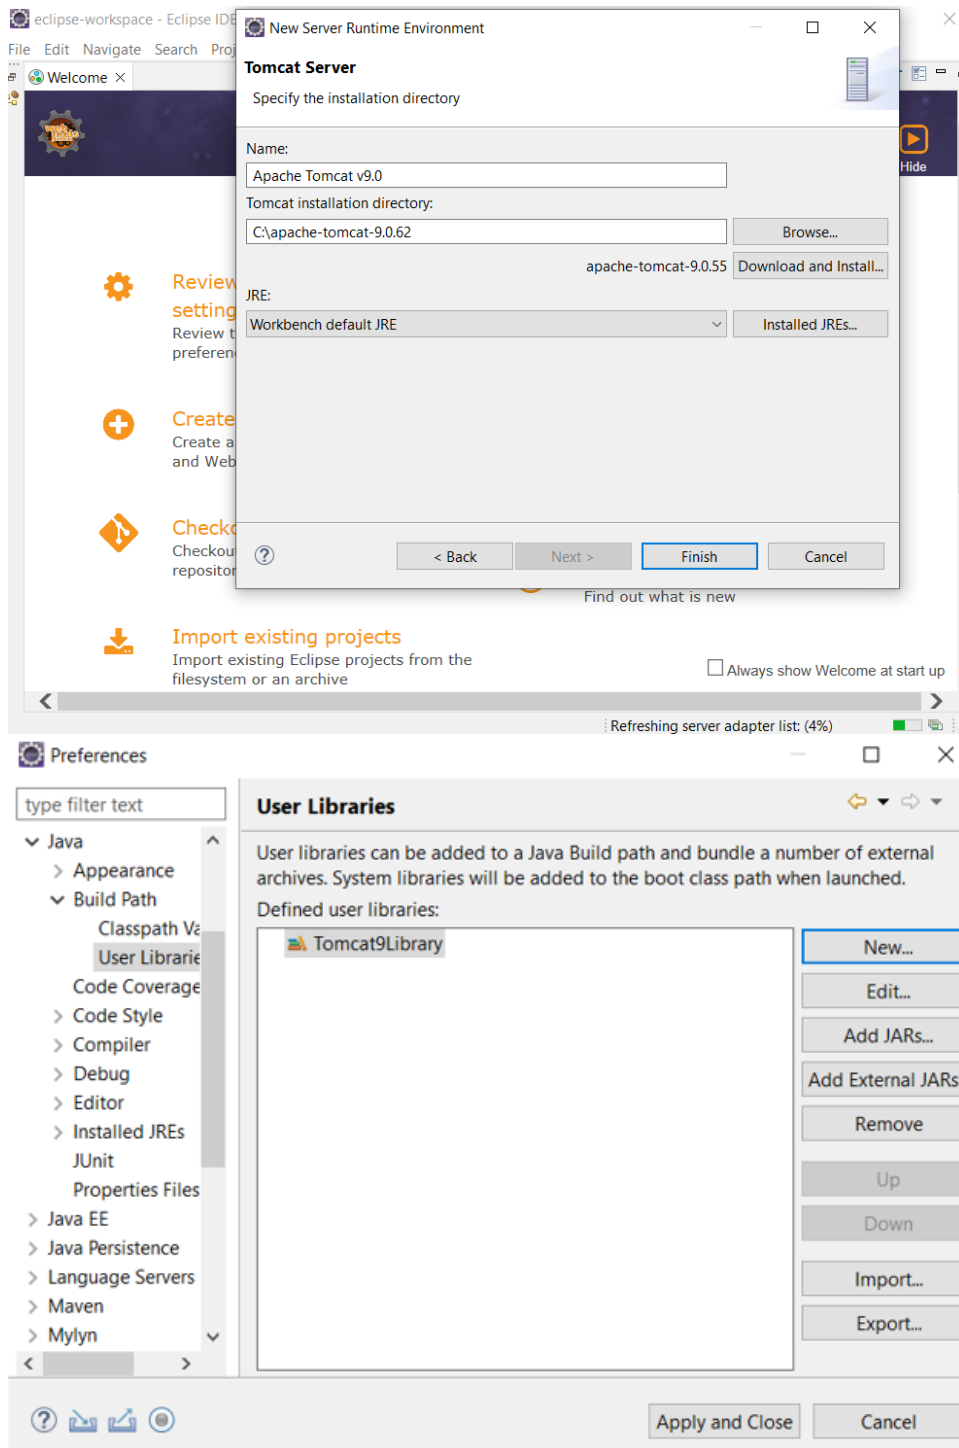 eclipse-workspace - Eclipse IDE
File Edit Navigate Search Proj
Welcome
Hide
Review
setting
Review t
preferen
Create
Create a
and Web
Checko
Checkou
repositor
Import existing projects
Import existing Eclipse projects from the
filesystem or an archive
Find out what is new
Always show Welcome at start up
Refreshing server adapter list: (4%)
New Server Runtime Environment
Tomcat Server
Specify the installation directory
Name:
Apache Tomcat v9.0
Tomcat installation directory:
C:\apache-tomcat-9.0.62 Browse...
apache-tomcat-9.0.55 Download and Install...
JRE:
Workbench default JRE Installed JREs...
? < Back Next > Finish Cancel
Preferences
type filter text
Java
Appearance
Build Path
Classpath Va
User Librarie
Code Coverage
Code Style
Compiler
Debug
Editor
Installed JREs
JUnit
Properties Files
Java EE
Java Persistence
Language Servers
Maven
Mylyn
User Libraries
User libraries can be added to a Java Build path and bundle a number of external
archives. System libraries will be added to the boot class path when launched.
Defined user libraries:
Tomcat9Library
New...
Edit...
Add JARs...
Add External JARs
Remove
Up
Down
Import...
Export...
? Apply and Close Cancel